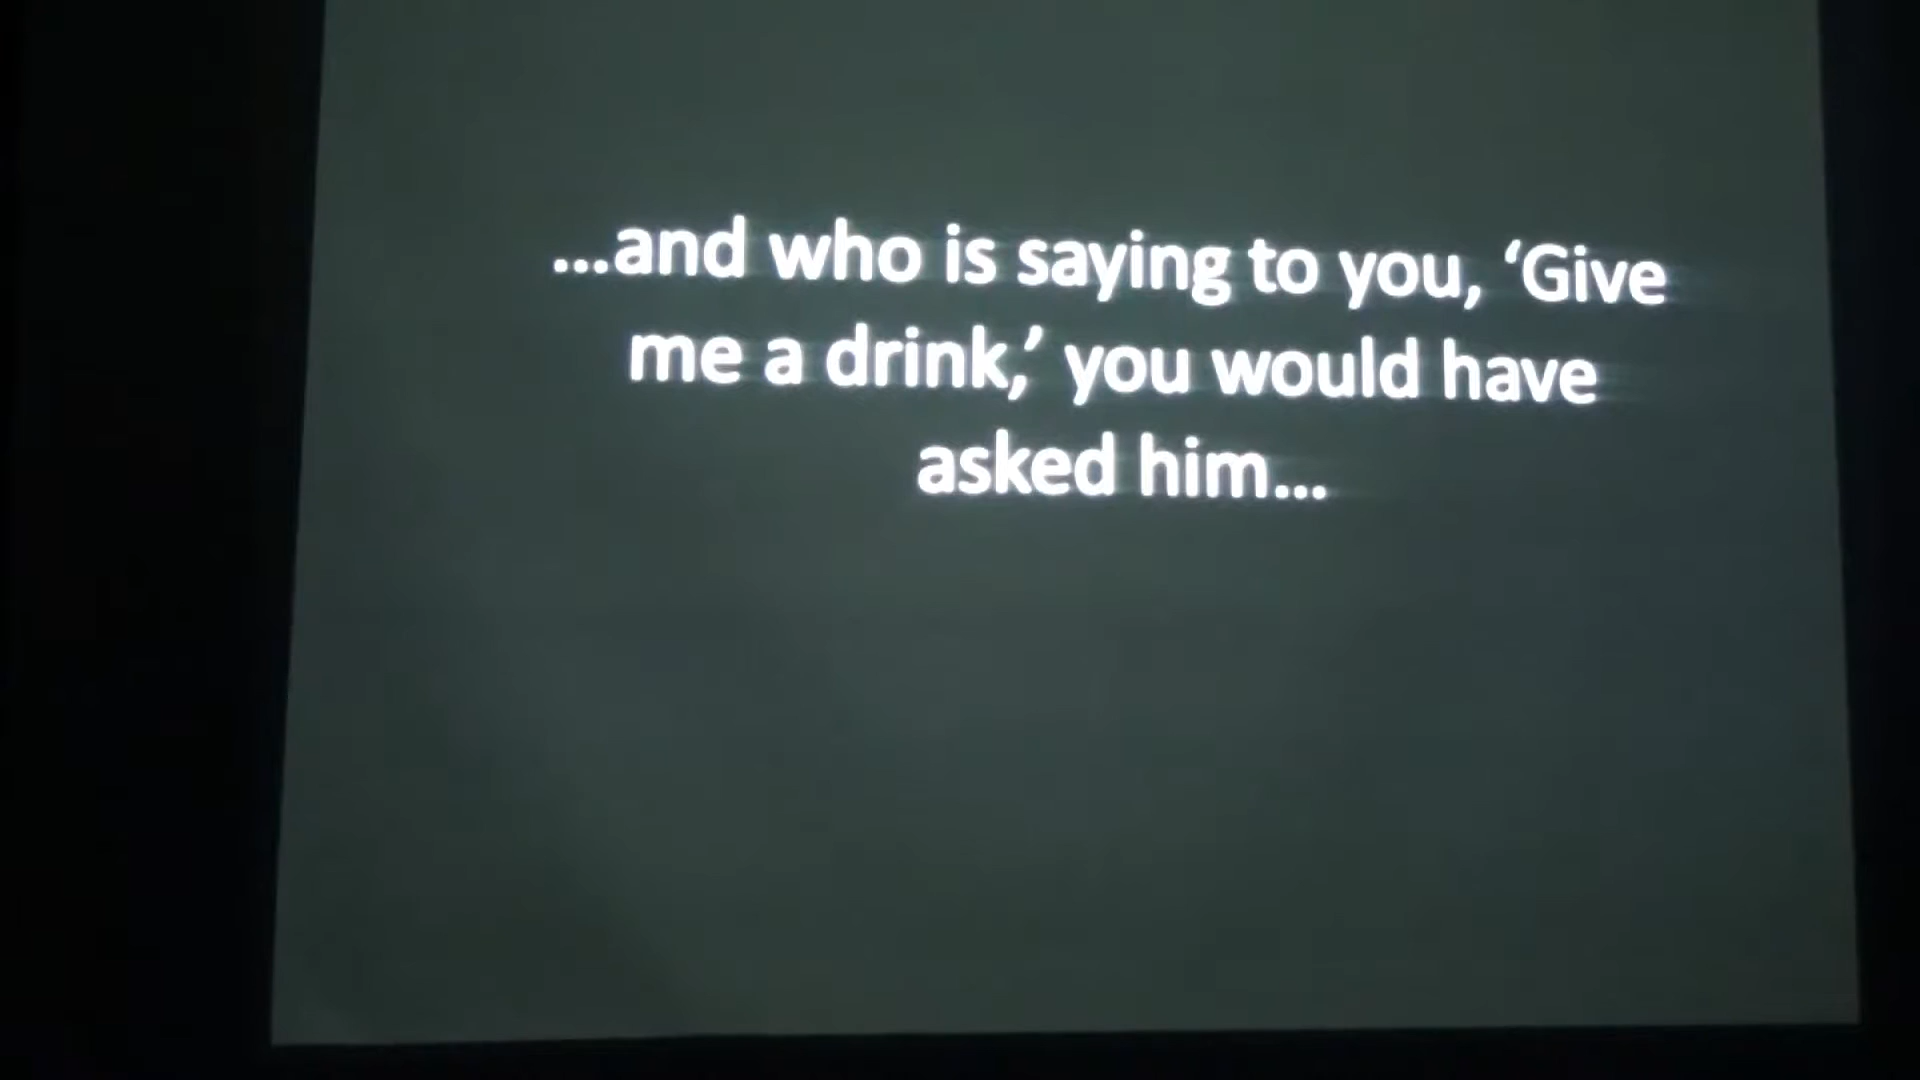 ...and who is saying to you, ‘Give
me a drink,’ you would have
asked him...